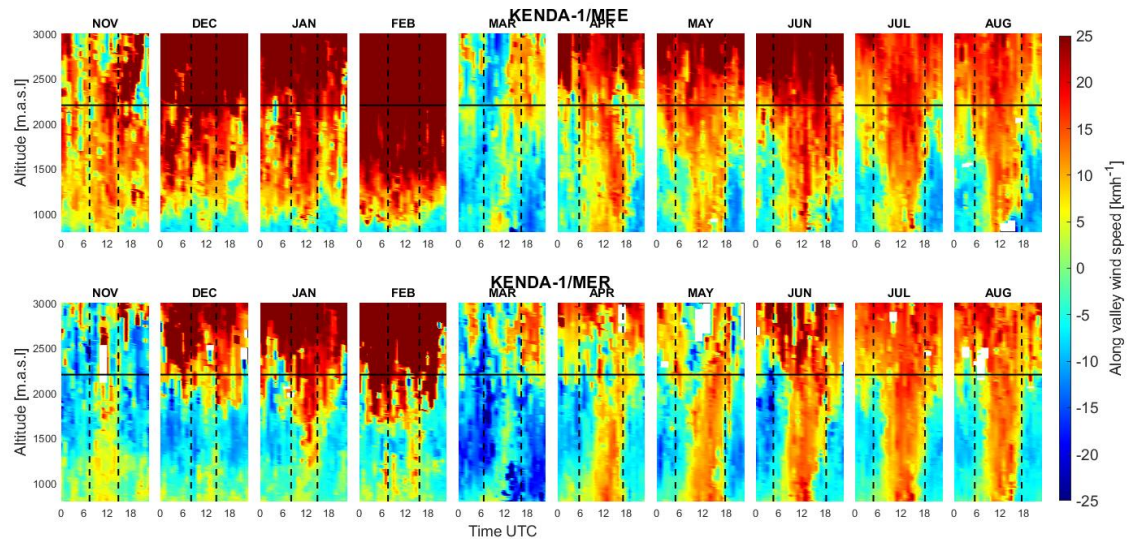 KENDA-1/MEE
NOV DEC JAN FEB MAR APR MAY JUN JUL AUG
Altitude [m.a.s.l]
3000
2500
2000
1500
1000
0 6 12 18 0 6 12 18 0 6 12 18 0 6 12 18 0 6 12 18 0 6 12 18 0 6 12 18 0 6 12 18 0 6 12 18 0 6 12 18
KENDA-1/MER
NOV DEC JAN FEB MAR APR MAY JUN JUL AUG
Altitude [m.a.s.l]
3000
2500
2000
1500
1000
0 6 12 18 0 6 12 18 0 6 12 18 0 6 12 18 0 6 12 18 0 6 12 18 0 6 12 18 0 6 12 18 0 6 12 18 0 6 12 18
Time UTC
25
20
15
10
5
0
-5
-10
-15
-20
-25
Along valley wind speed [kmh⁻¹]